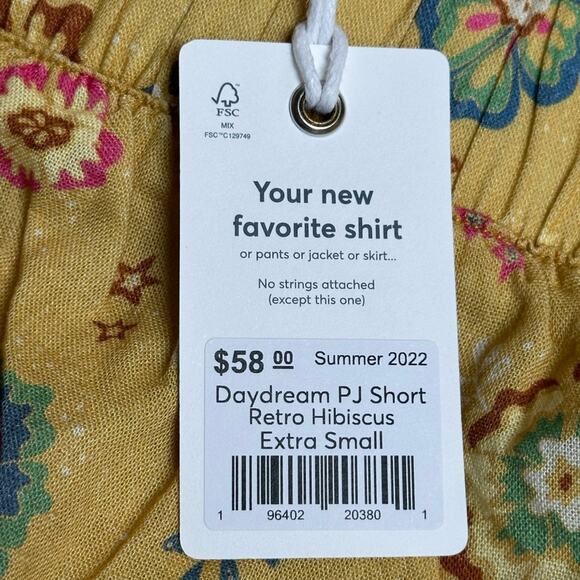 FSC
MIX
FSC™C129749
Your new
favorite shirt
or pants or jacket or skirt...
No strings attached
(except this one)
$58 00 Summer 2022
Daydream PJ Short
Retro Hibiscus
Extra Small
1 96402 20380 1